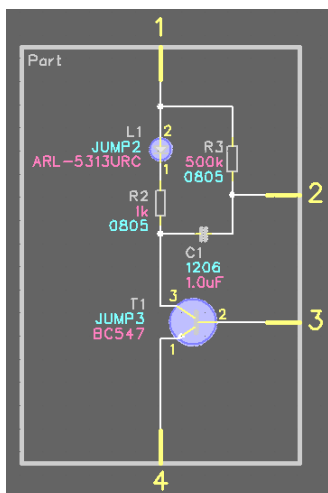 1
Part
L1
2
JUMP2
ARL-5313URC
1
R3
500k
0805
R2
1k
0805
2
C1
1206
1.0uF
T1
3
JUMP3
2
3
BC547
1
4